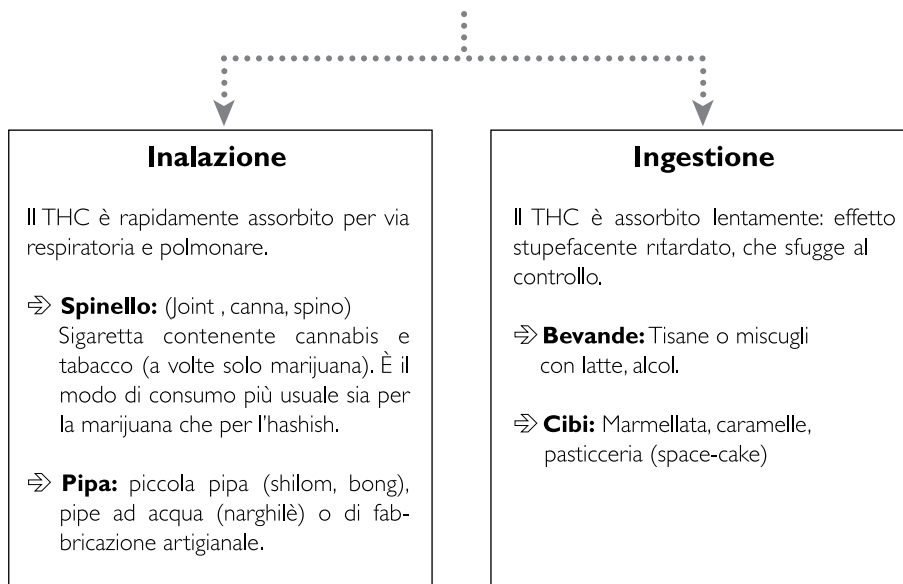 Inalazione
Il THC è rapidamente assorbito per via
respiratoria e polmonare.
Spinello: (Joint , canna, spino)
Sigaretta contenente cannabis e
tabacco (a volte solo marijuana). È il
modo di consumo più usuale sia per
la marijuana che per l'hashish.
Pipa: piccola pipa (shilom, bong),
pipe ad acqua (narghilè) o di fab-
bricazione artigianale.
Ingestione
Il THC è assorbito lentamente: effetto
stupefacente ritardato, che sfugge al
controllo.
Bevande: Tisane o miscugli
con latte, alcol.
Cibi: Marmellata, caramelle,
pasticceria (space-cake)